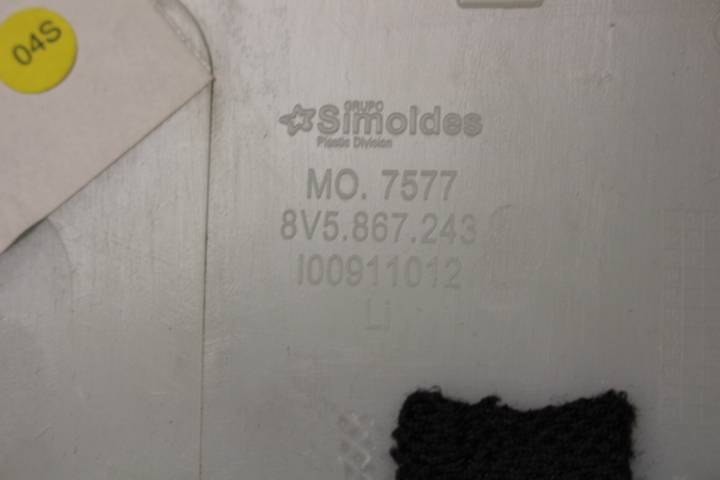 04S
GRUPO
Simoldes
Plastic Division
MO. 7577
8V5.867.243
I00911012
Li